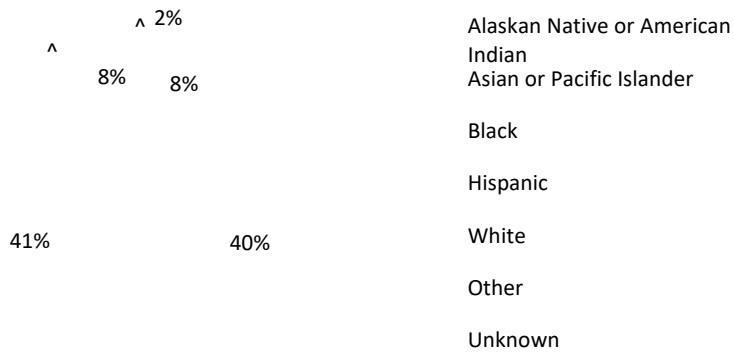 ^ 2%
^
8% 8%
41% 40%
Alaskan Native or American
Indian
Asian or Pacific Islander
Black
Hispanic
White
Other
Unknown